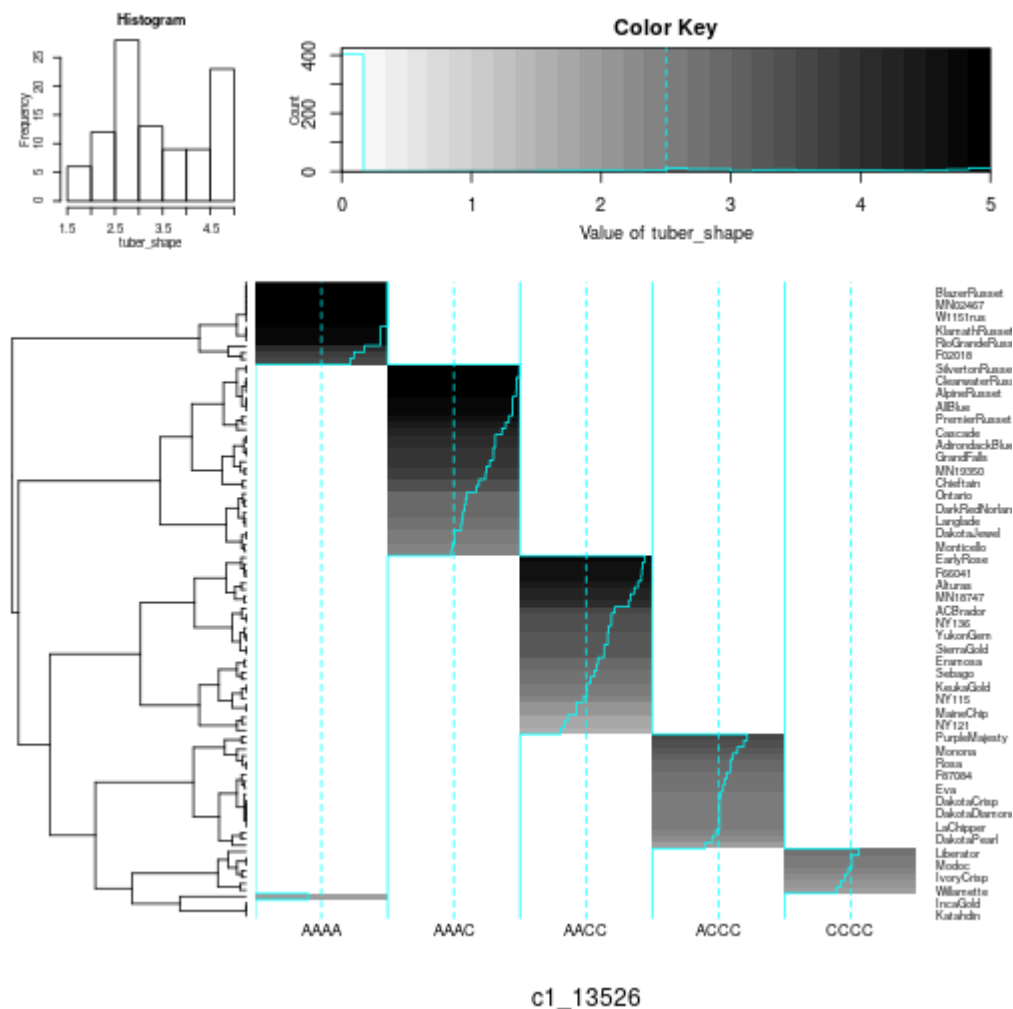 Histogram
Color Key
Frequency
0 5 10 15 20 25
1.5 2.5 3.5 4.5
tuber_shape
Count
0 200 400
0 1 2 3 4 5
Value of tuber_shape
BlazerRusset
MN02467
W1151rus
KlamathRusset
RioGrandeRuss
F02018
SilvertonRusse
ClearwaterRuss
AlpineRusset
AllBlue
PremierRusset
Cascade
AdirondackBlue
GrandFalls
MN19350
Chieftain
Ontario
DarkRedNorland
Langlade
DakotaJewel
Monticello
EarlyRose
F66041
Alturas
MN18747
ACBrador
NY136
YukonGem
SierraGold
Eramosa
Sebago
KeukaGold
NY115
MaineChip
NY121
PurpleMajesty
Monona
Rosa
F87084
Eva
DakotaCrisp
DakotaDiamond
LaChipper
DakotaPearl
Liberator
Modoc
IvoryCrisp
Willamette
IncaGold
Katahdin
AAAA AAAC AACC ACCC CCCC
c1_13526